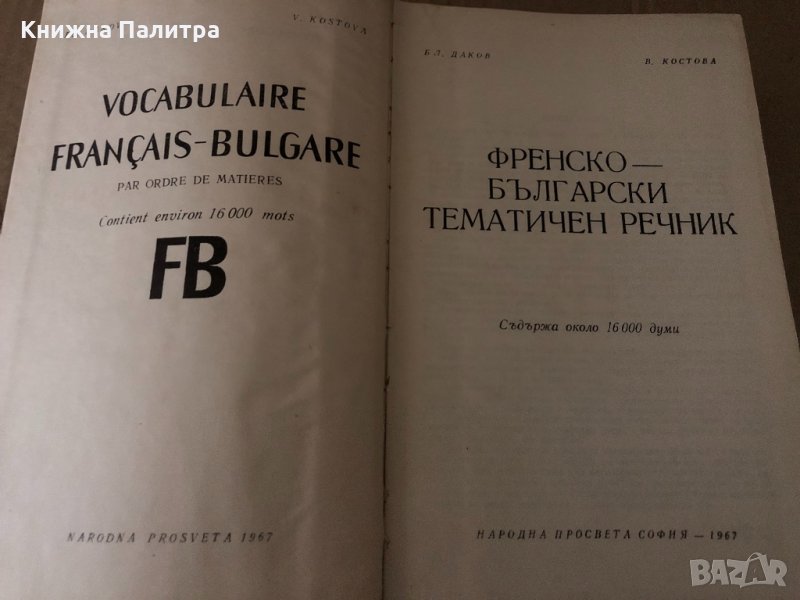 Книжна Палитра
V. KOSTOVA
VOCABULAIRE
FRANÇAIS-BULGARE
PAR ORDRE DE MATIERES
Contient environ 16 000 mots
FB
NARODNA PROSVETA 1967
БЛ. ДАКОВ
В. КОСТОВА
ФРЕНСКО—
БЪЛГАРСКИ
ТЕМАТИЧЕН РЕЧНИК
Съдържа около 16 000 думи
НАРОДНА ПРОСВЕТА СОФИЯ — 1967
BAZAR